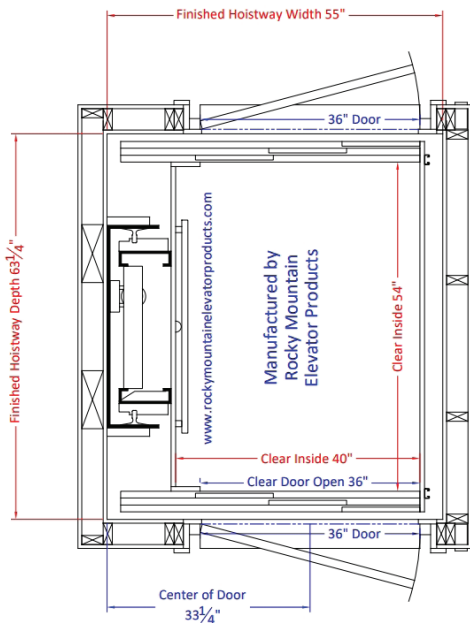 Finished Hoistway Width 55"
36" Door
Finished Hoistway Depth 63 1/4"
www.rockymountainelevatorproducts.com
Manufactured by
Rocky Mountain
Elevator Products
Clear Inside 54"
Clear Inside 40"
Clear Door Open 36"
36" Door
Center of Door
33 1/4"